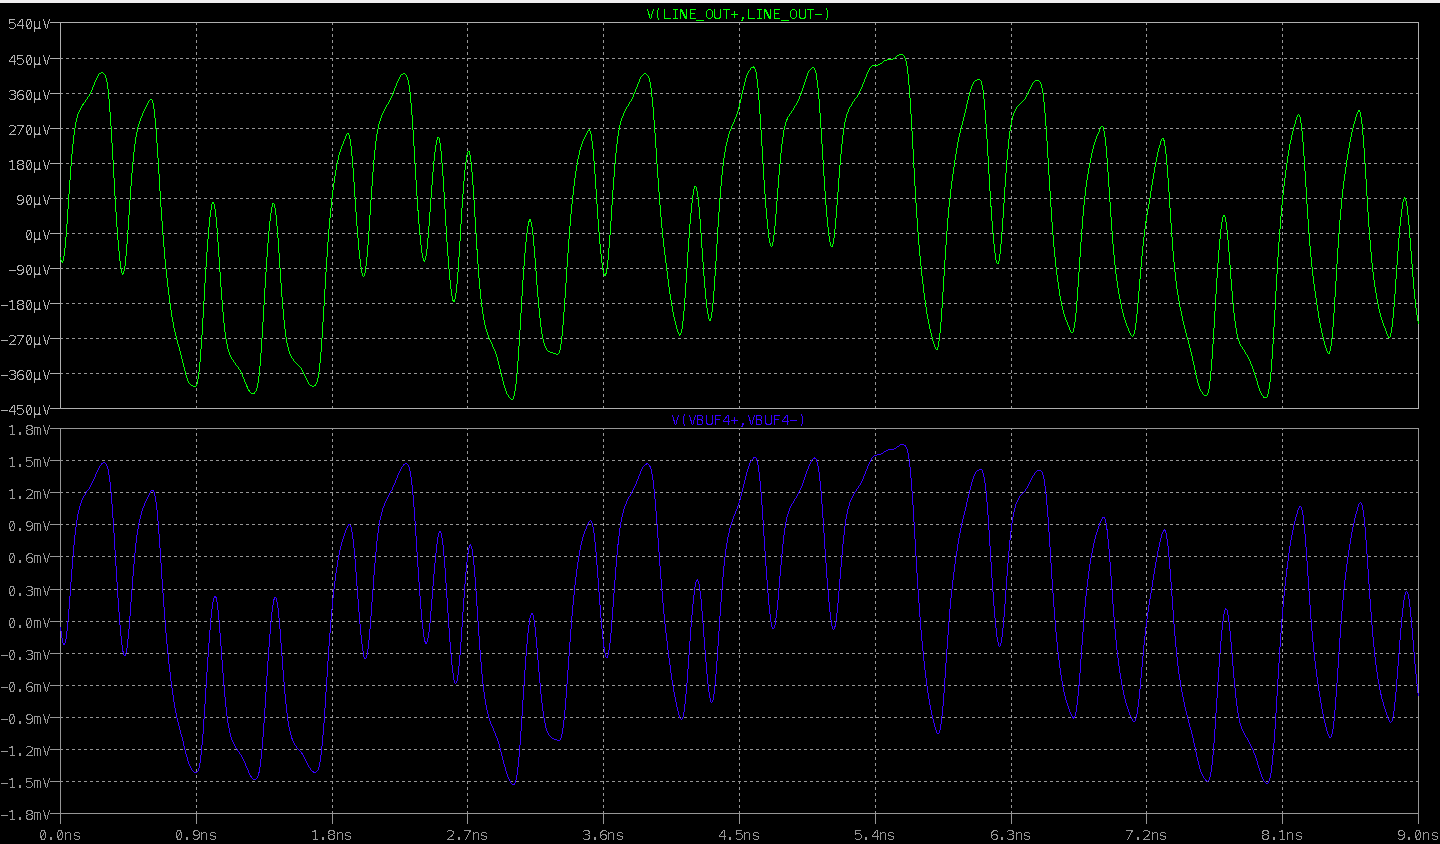 V(LINE_OUT+,LINE_OUT-)
540µV
450µV
360µV
270µV
180µV
90µV
0µV
-90µV
-180µV
-270µV
-360µV
-450µV
V(VBUF4+,VBUF4-)
1.8mV
1.5mV
1.2mV
0.9mV
0.6mV
0.3mV
0.0mV
-0.3mV
-0.6mV
-0.9mV
-1.2mV
-1.5mV
-1.8mV
0.0ns 0.9ns 1.8ns 2.7ns 3.6ns 4.5ns 5.4ns 6.3ns 7.2ns 8.1ns 9.0ns